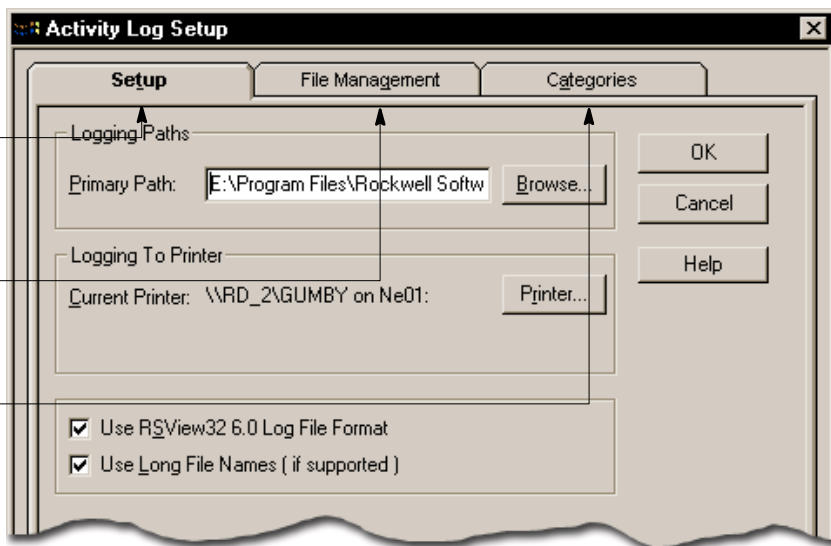 Activity Log Setup
Setup
File Management
Categories
Logging Paths
Primary Path: E:\Program Files\Rockwell Softw Browse...
OK
Cancel
Logging To Printer
Help
Current Printer: \\RD_2\GUMBY on Ne01: Printer...
Use RSView32 6.0 Log File Format
Use Long File Names ( if supported )